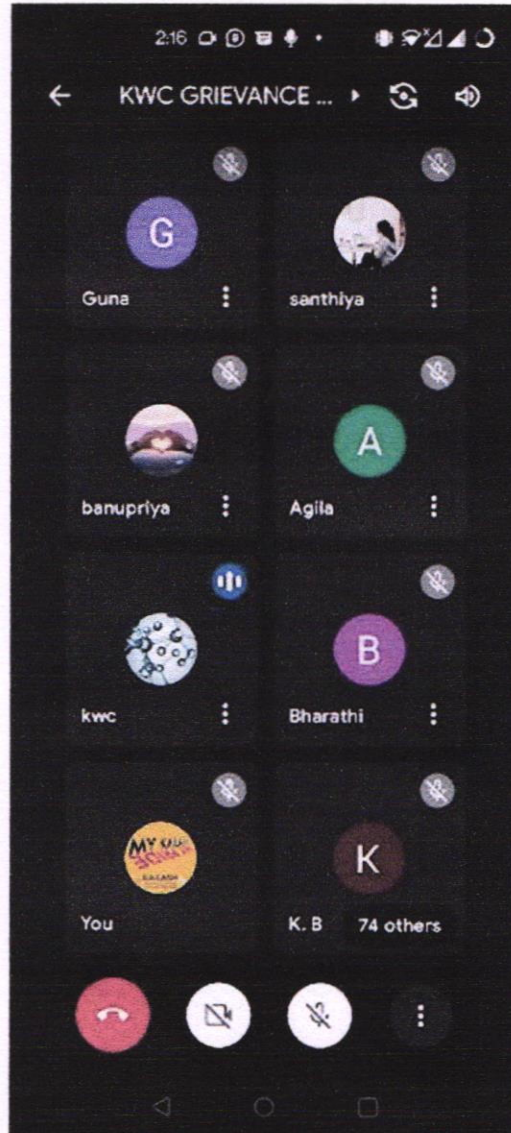 2:16
KWC GRIEVANCE ...
G
Guna
santhiya
banupriya
A
Agila
kwc
B
Bharathi
MY
You
K
K. B 74 others